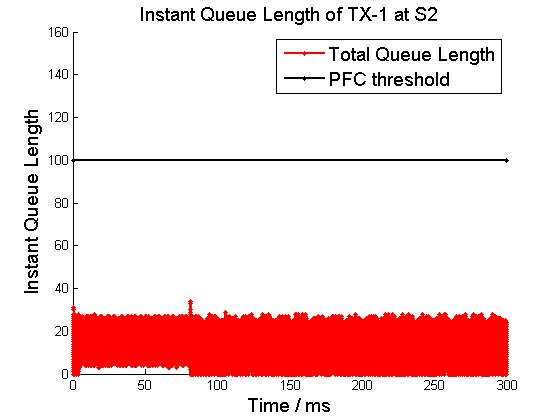 Instant Queue Length of TX-1 at S2
160
140
120
100
80
60
40
20
0
Instant Queue Length
Total Queue Length
PFC threshold
0 50 100 150 200 250 300
Time / ms